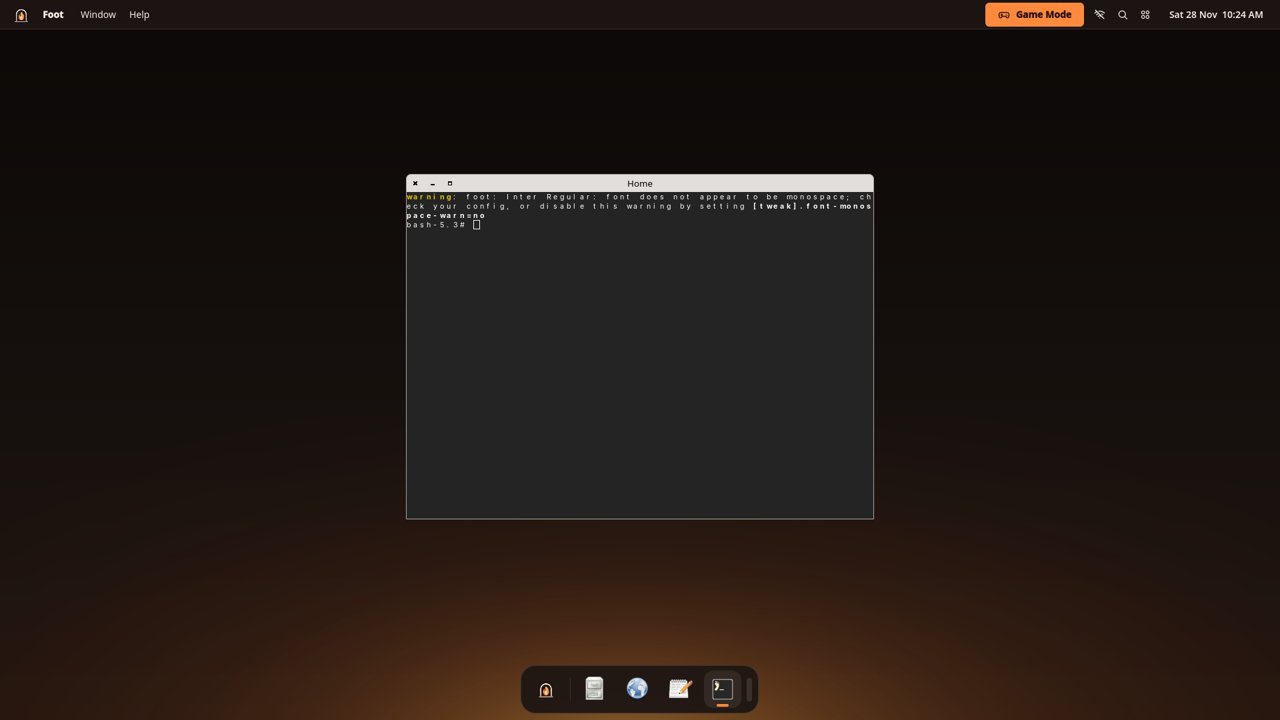 Foot Window Help Game Mode Sat 28 Nov 10:24 AM
Home
warning: foot: Inter Regular: font does not appear to be monospace; ch
eck your config, or disable this warning by setting [tweak].font-monos
pace-warn=no
bash-5.3#